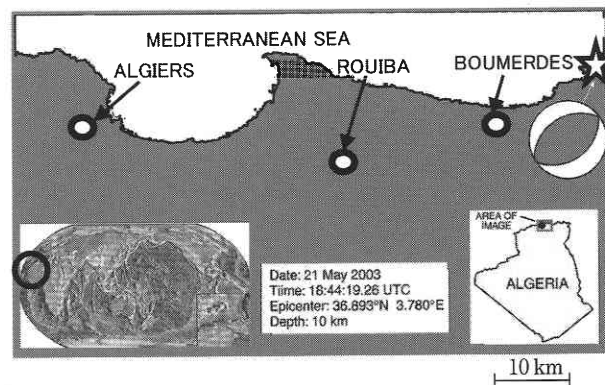 MEDITERRANEAN SEA
ALGIERS
ROUIBA
BOUMERDES
AREA OF
IMAGE
ALGERIA
Date: 21 May 2003
Tiime: 18:44:19.26 UTC
Epicenter: 36.893°N 3.780°E
Depth: 10 km
10 km